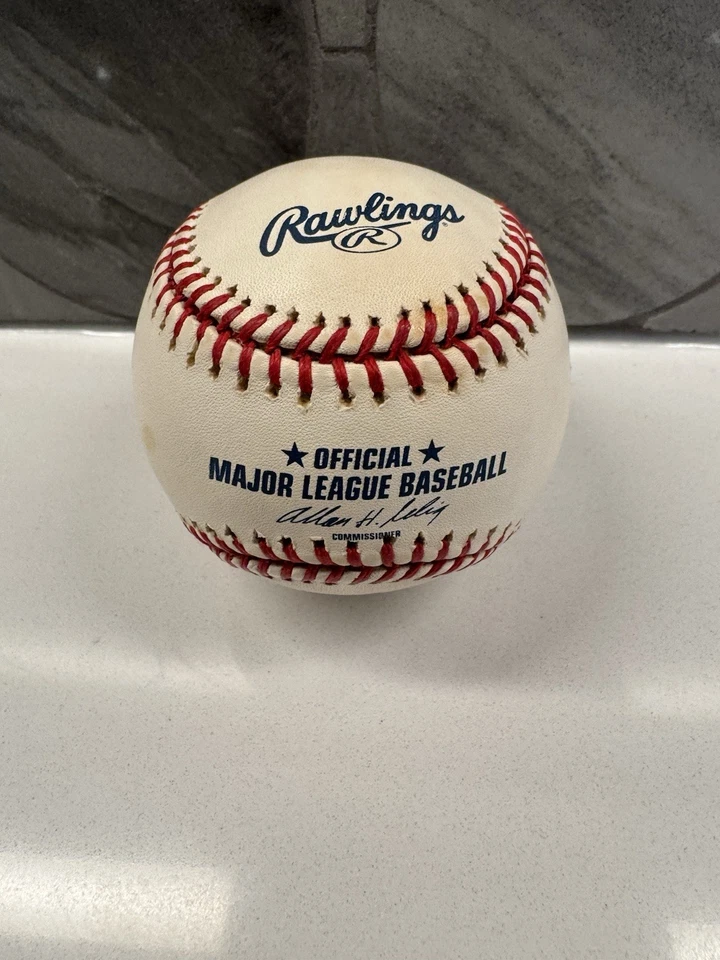 Rawlings
R
★ OFFICIAL ★
MAJOR LEAGUE BASEBALL
Allan H. Selig
COMMISSIONER